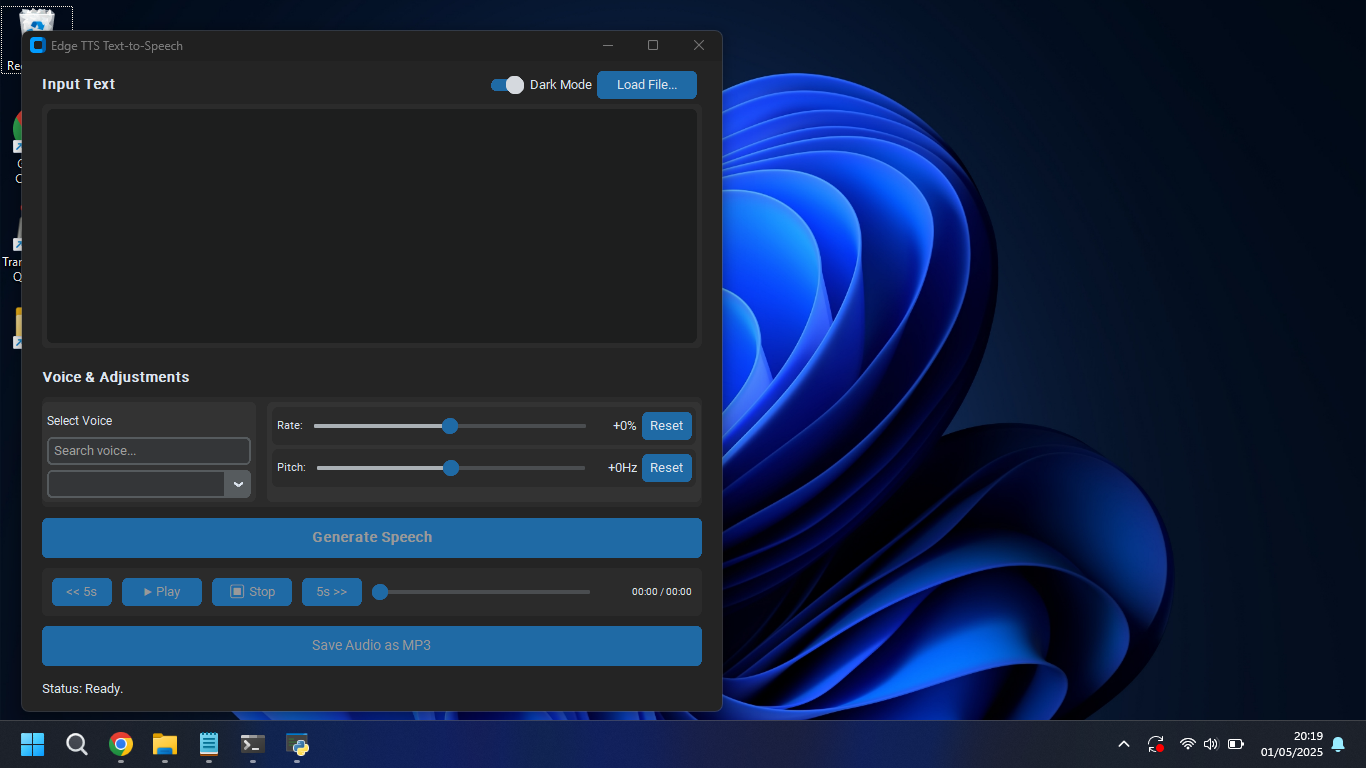 Edge TTS Text-to-Speech
Input Text
Dark Mode
Load File...
Voice & Adjustments
Select Voice
Search voice...
Rate:
+0%
Reset
Pitch:
+0Hz
Reset
Generate Speech
<< 5s
Play
Stop
5s >>
00:00 / 00:00
Save Audio as MP3
Status: Ready.
20:19
01/05/2025